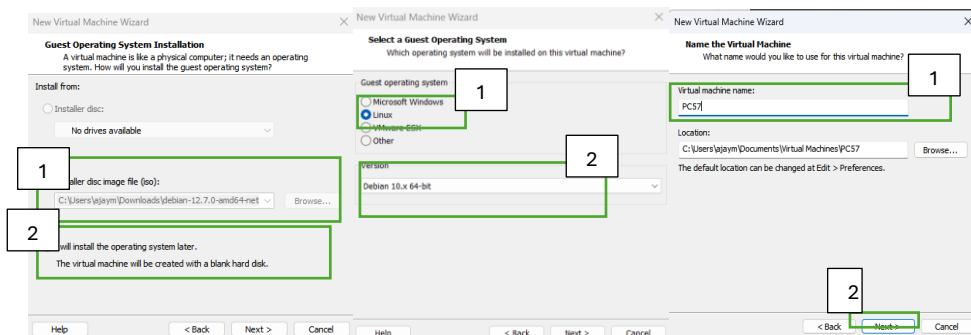 New Virtual Machine Wizard
Guest Operating System Installation
A virtual machine is like a physical computer; it needs an operating
system. How will you install the guest operating system?
Install from:
Installer disc:
No drives available
1
aller disc image file (iso):
C:\Users\ajaym\Downloads\debian-12.7.0-amd64-net
Browse...
2
will install the operating system later.
The virtual machine will be created with a blank hard disk.
Help
< Back
Next >
Cancel
New Virtual Machine Wizard
Select a Guest Operating System
Which operating system will be installed on this virtual machine?
Guest operating system
1
Microsoft Windows
Linux
VMware ESX
Other
2
Version
Debian 10.x 64-bit
Help
< Back
Next >
Cancel
New Virtual Machine Wizard
Name the Virtual Machine
What name would you like to use for this virtual machine?
1
Virtual machine name:
PC57
Location:
C:\Users\ajaym\Documents\Virtual Machines\PC57
Browse...
The default location can be changed at Edit > Preferences.
2
< Back
Next >
Cancel